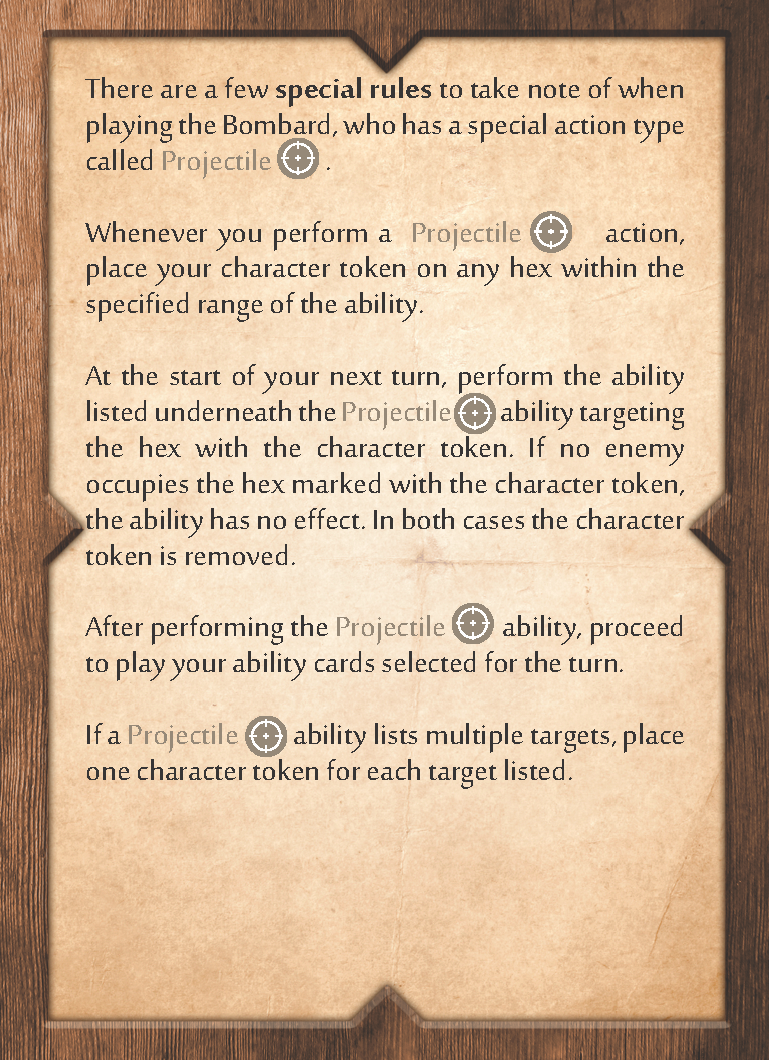 There are a few special rules to take note of when
playing the Bombard, who has a special action type
called Projectile .
Whenever you perform a Projectile action,
place your character token on any hex within the
specified range of the ability.
At the start of your next turn, perform the ability
listed underneath the Projectile ability targeting
the hex with the character token. If no enemy
occupies the hex marked with the character token,
the ability has no effect. In both cases the character
token is removed.
After performing the Projectile ability, proceed
to play your ability cards selected for the turn.
If a Projectile ability lists multiple targets, place
one character token for each target listed.